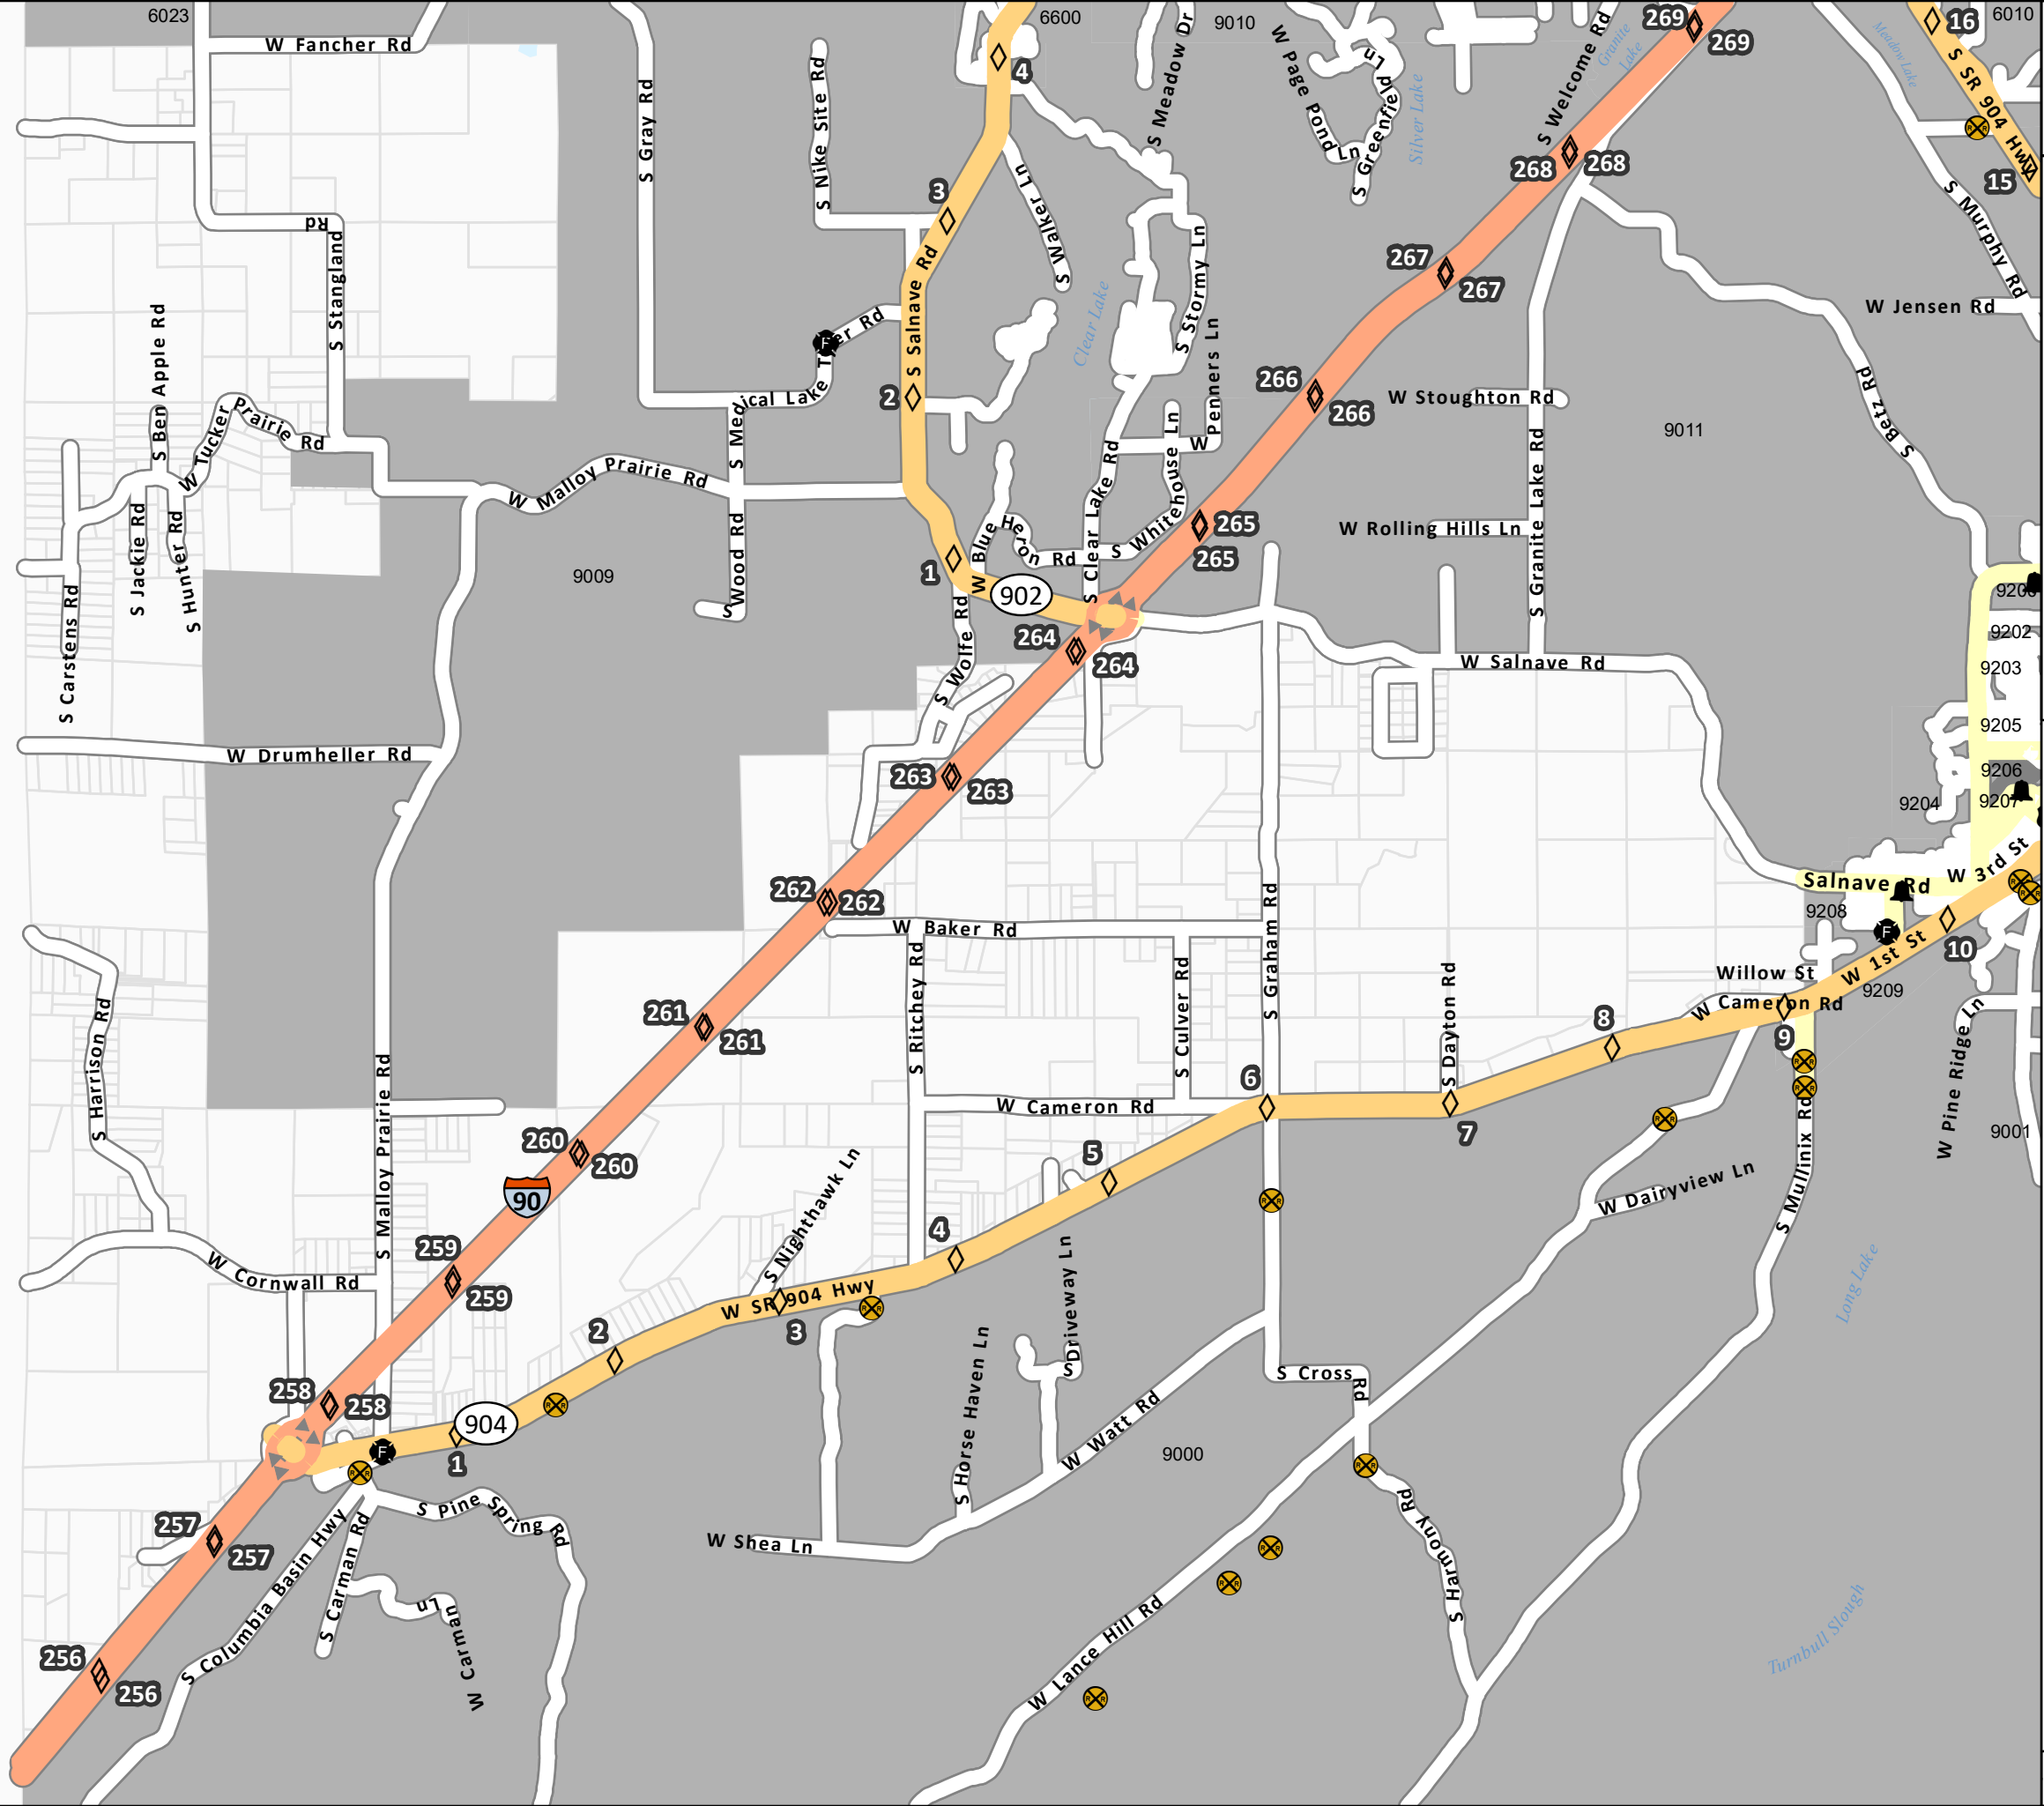 6023
6600
9010
269
269
16
6010
W Fancher Rd
4
S Meadow Dr
W Page Pond Ln
Ln
S Greenfield
Silver Lake
S Welcome Rd
Granite Lake
Meadow Lake
S SR 904 Hwy
S Gray Rd
S Nike Site Rd
268
268
15
3
S Walker Ln
S Murphy Rd
Rd
S Stangland
S Salnave Rd
S Stormy Ln
267
267
W Jensen Rd
S Ben Apple Rd
F
Clear Lake
W Penners Ln
266
266
W Stoughton Rd
9011
S Betz Rd
2
W Tucker Prairie Rd
S Medical Lake Tyler Rd
W Malloy Prairie Rd
S Clear Lake Rd
S Whitehouse Ln
265
265
W Rolling Hills Ln
S Granite Lake Rd
S Jackie Rd
S Hunter Rd
S Wood Rd
W Blue Heron Rd
9009
1
902
S Carstens Rd
S Wolfe Rd
264
264
W Salnave Rd
9202
9203
9205
9206
9207
9204
W Drumheller Rd
263
263
262
262
W Baker Rd
Salnave Rd
W 3rd St
9208
F
W 1st St
10
S Harrison Rd
S Ritchey Rd
S Culver Rd
S Graham Rd
S Dayton Rd
Willow St
W Cameron Rd
9209
261
261
8
9
W Pine Ridge Ln
S Malloy Prairie Rd
W Cameron Rd
6
7
9001
260
260
90
S Nighthawk Ln
5
W Dairyview Ln
S Mullinix Rd
4
259
259
W Cornwall Rd
W SR 904 Hwy
S Driveway Ln
Long Lake
2
3
S Horse Haven Ln
S Cross Rd
258
258
904
F
1
W Watt Rd
9000
S Pine Spring Rd
257
257
S Columbia Basin Hwy
S Carman Rd
W Shea Ln
S Harmony Rd
W Carman Ln
W Lance Hill Rd
Turnbull Slough
256
256